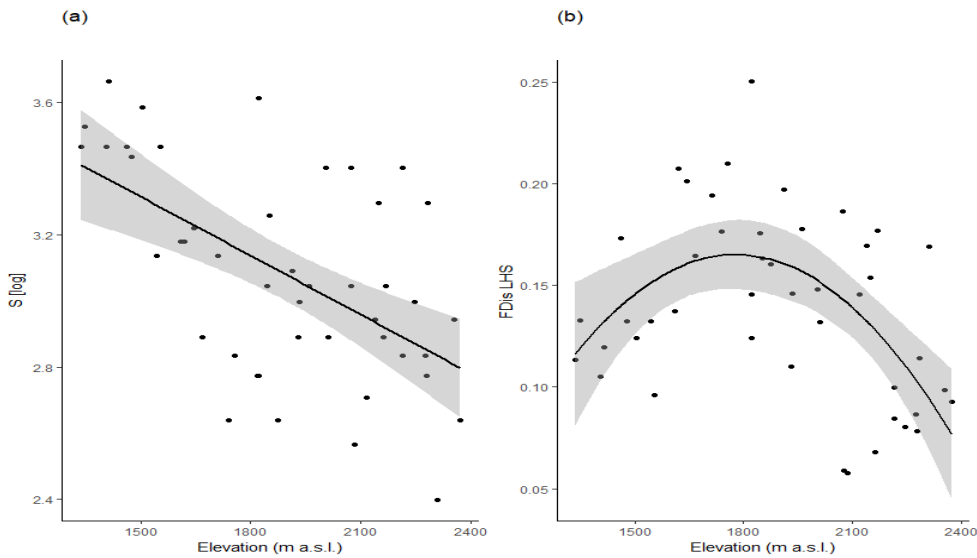 (a)
(b)
S [log]
3.6
3.2
2.8
2.4
1500
1800
2100
2400
Elevation (m a.s.l.)
FDis LHS
0.25
0.20
0.15
0.10
0.05
1500
1800
2100
2400
Elevation (m a.s.l.)